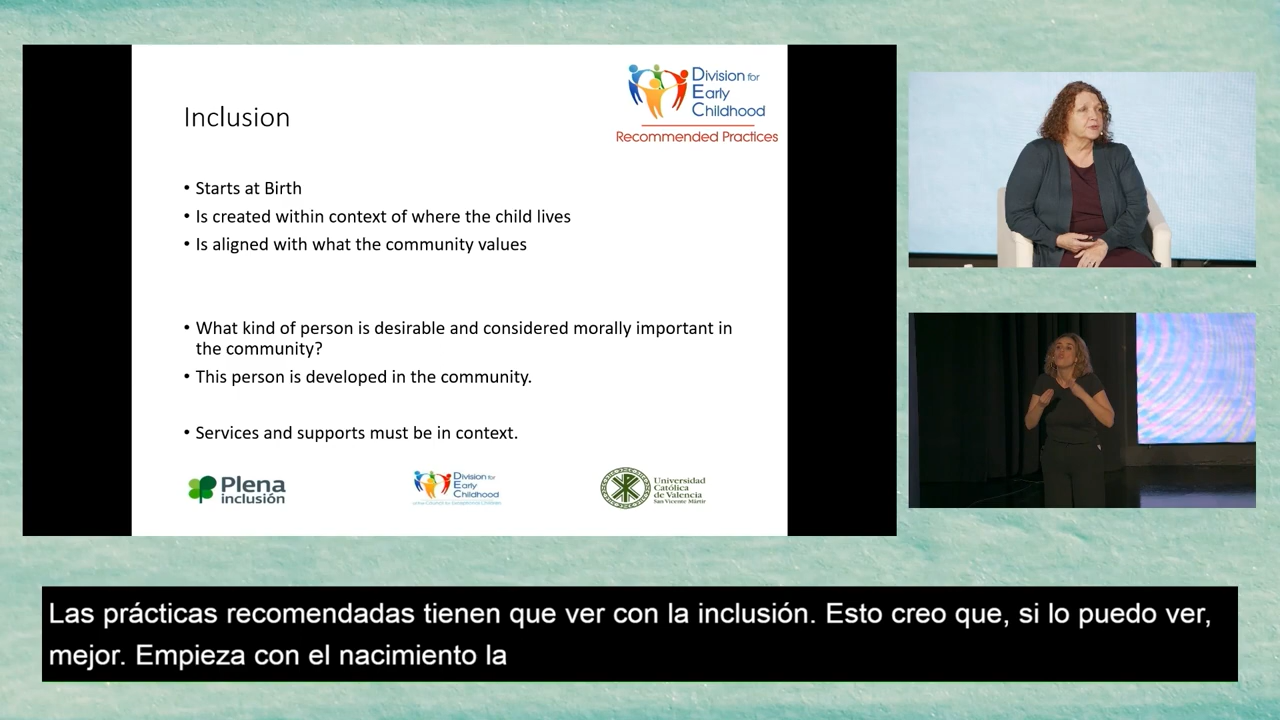 Division for
Early
Childhood
Recommended Practices
Inclusion
• Starts at Birth
• Is created within context of where the child lives
• Is aligned with what the community values
• What kind of person is desirable and considered morally important in
the community?
• This person is developed in the community.
• Services and supports must be in context.
Plena
inclusión
Division for
Early
Childhood
Universidad
Católica
de Valencia
San Vicente Mártir
Las prácticas recomendadas tienen que ver con la inclusión. Esto creo que, si lo puedo ver,
mejor. Empieza con el nacimiento la